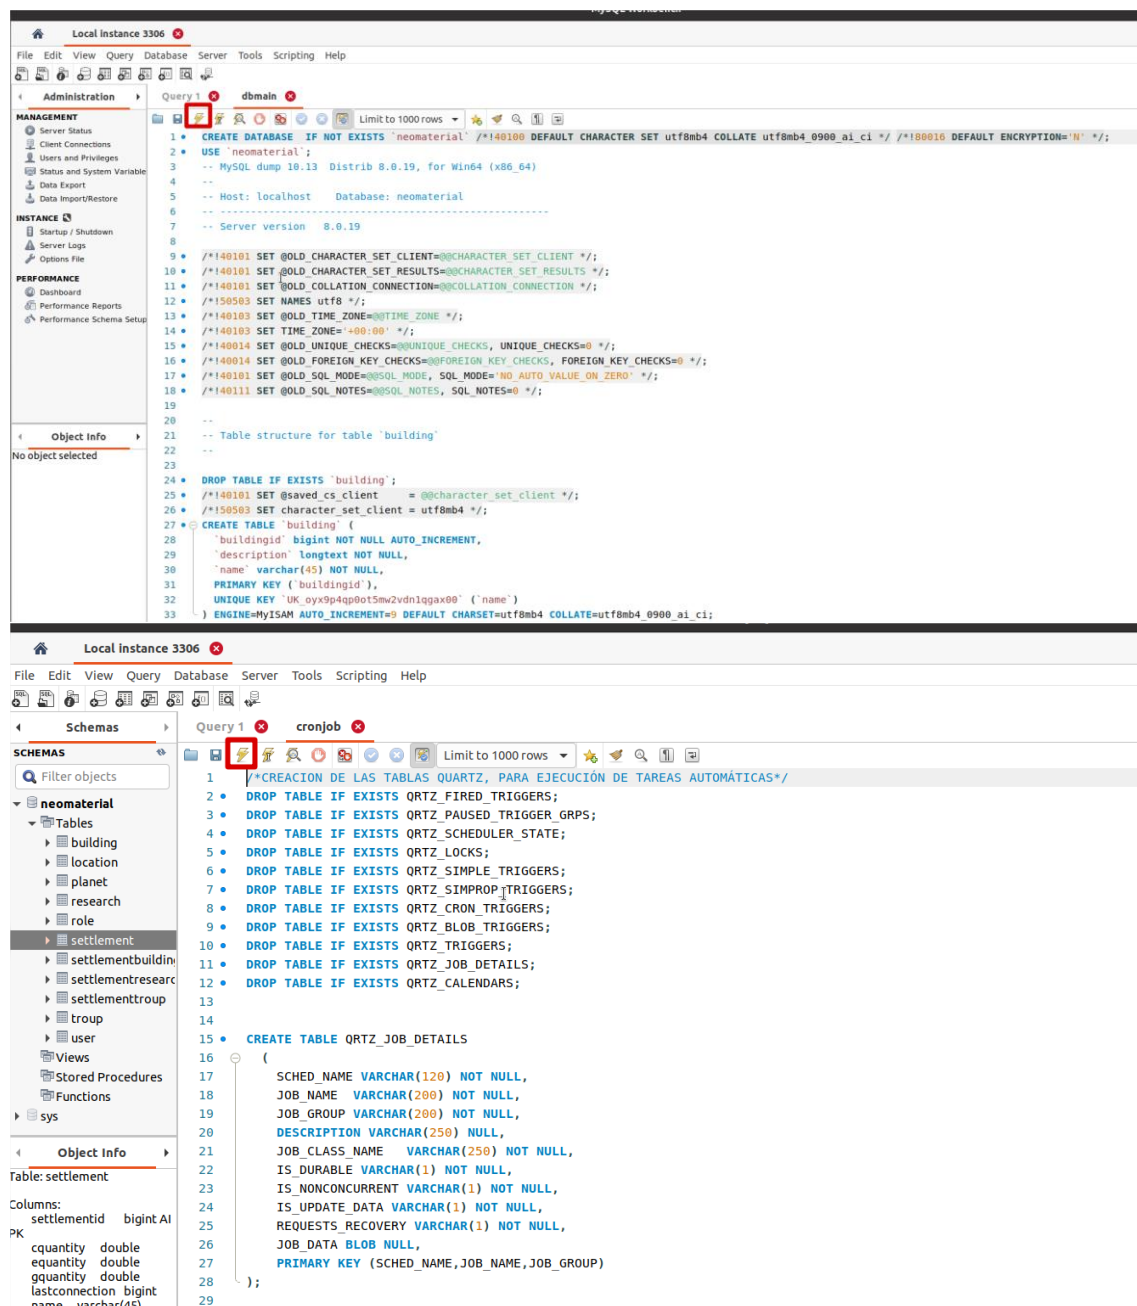 Local instance 3306
File Edit View Query Database Server Tools Scripting Help
Administration
Query 1
dbmain
MANAGEMENT
Server Status
Client Connections
Users and Privileges
Status and System Variable
Data Export
Data Import/Restore
INSTANCE
Startup / Shutdown
Server Logs
Options File
PERFORMANCE
Dashboard
Performance Reports
Performance Schema Setup
Object Info
No object selected
Limit to 1000 rows
1 CREATE DATABASE IF NOT EXISTS `neomaterial` /*!40100 DEFAULT CHARACTER SET utf8mb4 COLLATE utf8mb4_0900_ai_ci */ /*!80016 DEFAULT ENCRYPTION='N' */;
2 USE `neomaterial`;
3 -- MySQL dump 10.13  Distrib 8.0.19, for Win64 (x86_64)
4 --
5 -- Host: localhost    Database: neomaterial
6 -- ------------------------------------------------------
7 -- Server version   8.0.19
8
9 /*!40101 SET @OLD_CHARACTER_SET_CLIENT=@@CHARACTER_SET_CLIENT */;
10 /*!40101 SET @OLD_CHARACTER_SET_RESULTS=@@CHARACTER_SET_RESULTS */;
11 /*!40101 SET @OLD_COLLATION_CONNECTION=@@COLLATION_CONNECTION */;
12 /*!50503 SET NAMES utf8 */;
13 /*!40103 SET @OLD_TIME_ZONE=@@TIME_ZONE */;
14 /*!40103 SET TIME_ZONE='+00:00' */;
15 /*!40014 SET @OLD_UNIQUE_CHECKS=@@UNIQUE_CHECKS, UNIQUE_CHECKS=0 */;
16 /*!40014 SET @OLD_FOREIGN_KEY_CHECKS=@@FOREIGN_KEY_CHECKS, FOREIGN_KEY_CHECKS=0 */;
17 /*!40101 SET @OLD_SQL_MODE=@@SQL_MODE, SQL_MODE='NO_AUTO_VALUE_ON_ZERO' */;
18 /*!40111 SET @OLD_SQL_NOTES=@@SQL_NOTES, SQL_NOTES=0 */;
19
20 --
21 -- Table structure for table `building`
22 --
23
24 DROP TABLE IF EXISTS `building`;
25 /*!40101 SET @saved_cs_client     = @@character_set_client */;
26 /*!50503 SET character_set_client = utf8mb4 */;
27 CREATE TABLE `building` (
28 `buildingid` bigint NOT NULL AUTO_INCREMENT,
29 `description` longtext NOT NULL,
30 `name` varchar(45) NOT NULL,
31 PRIMARY KEY (`buildingid`),
32 UNIQUE KEY `UK_oyx9p4qp0ot5mw2vdn1qgax00` (`name`)
33 ) ENGINE=MyISAM AUTO_INCREMENT=9 DEFAULT CHARSET=utf8mb4 COLLATE=utf8mb4_0900_ai_ci;
Local instance 3306
File Edit View Query Database Server Tools Scripting Help
Schemas
Query 1
cronjob
SCHEMAS
Filter objects
neomaterial
Tables
building
location
planet
research
role
settlement
settlementbuildin
settlementresearc
settlementtroup
troup
user
Views
Stored Procedures
Functions
sys
Object Info
Table: settlement
Columns:
settlementid bigint AI
PK
cquantity double
equantity double
gquantity double
lastconnection bigint
name varchar(45)
Limit to 1000 rows
1 /*CREACION DE LAS TABLAS QUARTZ, PARA EJECUCIÓN DE TAREAS AUTOMÁTICAS*/
2 DROP TABLE IF EXISTS QRTZ_FIRED_TRIGGERS;
3 DROP TABLE IF EXISTS QRTZ_PAUSED_TRIGGER_GRPS;
4 DROP TABLE IF EXISTS QRTZ_SCHEDULER_STATE;
5 DROP TABLE IF EXISTS QRTZ_LOCKS;
6 DROP TABLE IF EXISTS QRTZ_SIMPLE_TRIGGERS;
7 DROP TABLE IF EXISTS QRTZ_SIMPROP_TRIGGERS;
8 DROP TABLE IF EXISTS QRTZ_CRON_TRIGGERS;
9 DROP TABLE IF EXISTS QRTZ_BLOB_TRIGGERS;
10 DROP TABLE IF EXISTS QRTZ_TRIGGERS;
11 DROP TABLE IF EXISTS QRTZ_JOB_DETAILS;
12 DROP TABLE IF EXISTS QRTZ_CALENDARS;
13
14
15 CREATE TABLE QRTZ_JOB_DETAILS
16 (
17 SCHED_NAME VARCHAR(120) NOT NULL,
18 JOB_NAME  VARCHAR(200) NOT NULL,
19 JOB_GROUP VARCHAR(200) NOT NULL,
20 DESCRIPTION VARCHAR(250) NULL,
21 JOB_CLASS_NAME   VARCHAR(250) NOT NULL,
22 IS_DURABLE VARCHAR(1) NOT NULL,
23 IS_NONCONCURRENT VARCHAR(1) NOT NULL,
24 IS_UPDATE_DATA VARCHAR(1) NOT NULL,
25 REQUESTS_RECOVERY VARCHAR(1) NOT NULL,
26 JOB_DATA BLOB NULL,
27 PRIMARY KEY (SCHED_NAME,JOB_NAME,JOB_GROUP)
28 );
29